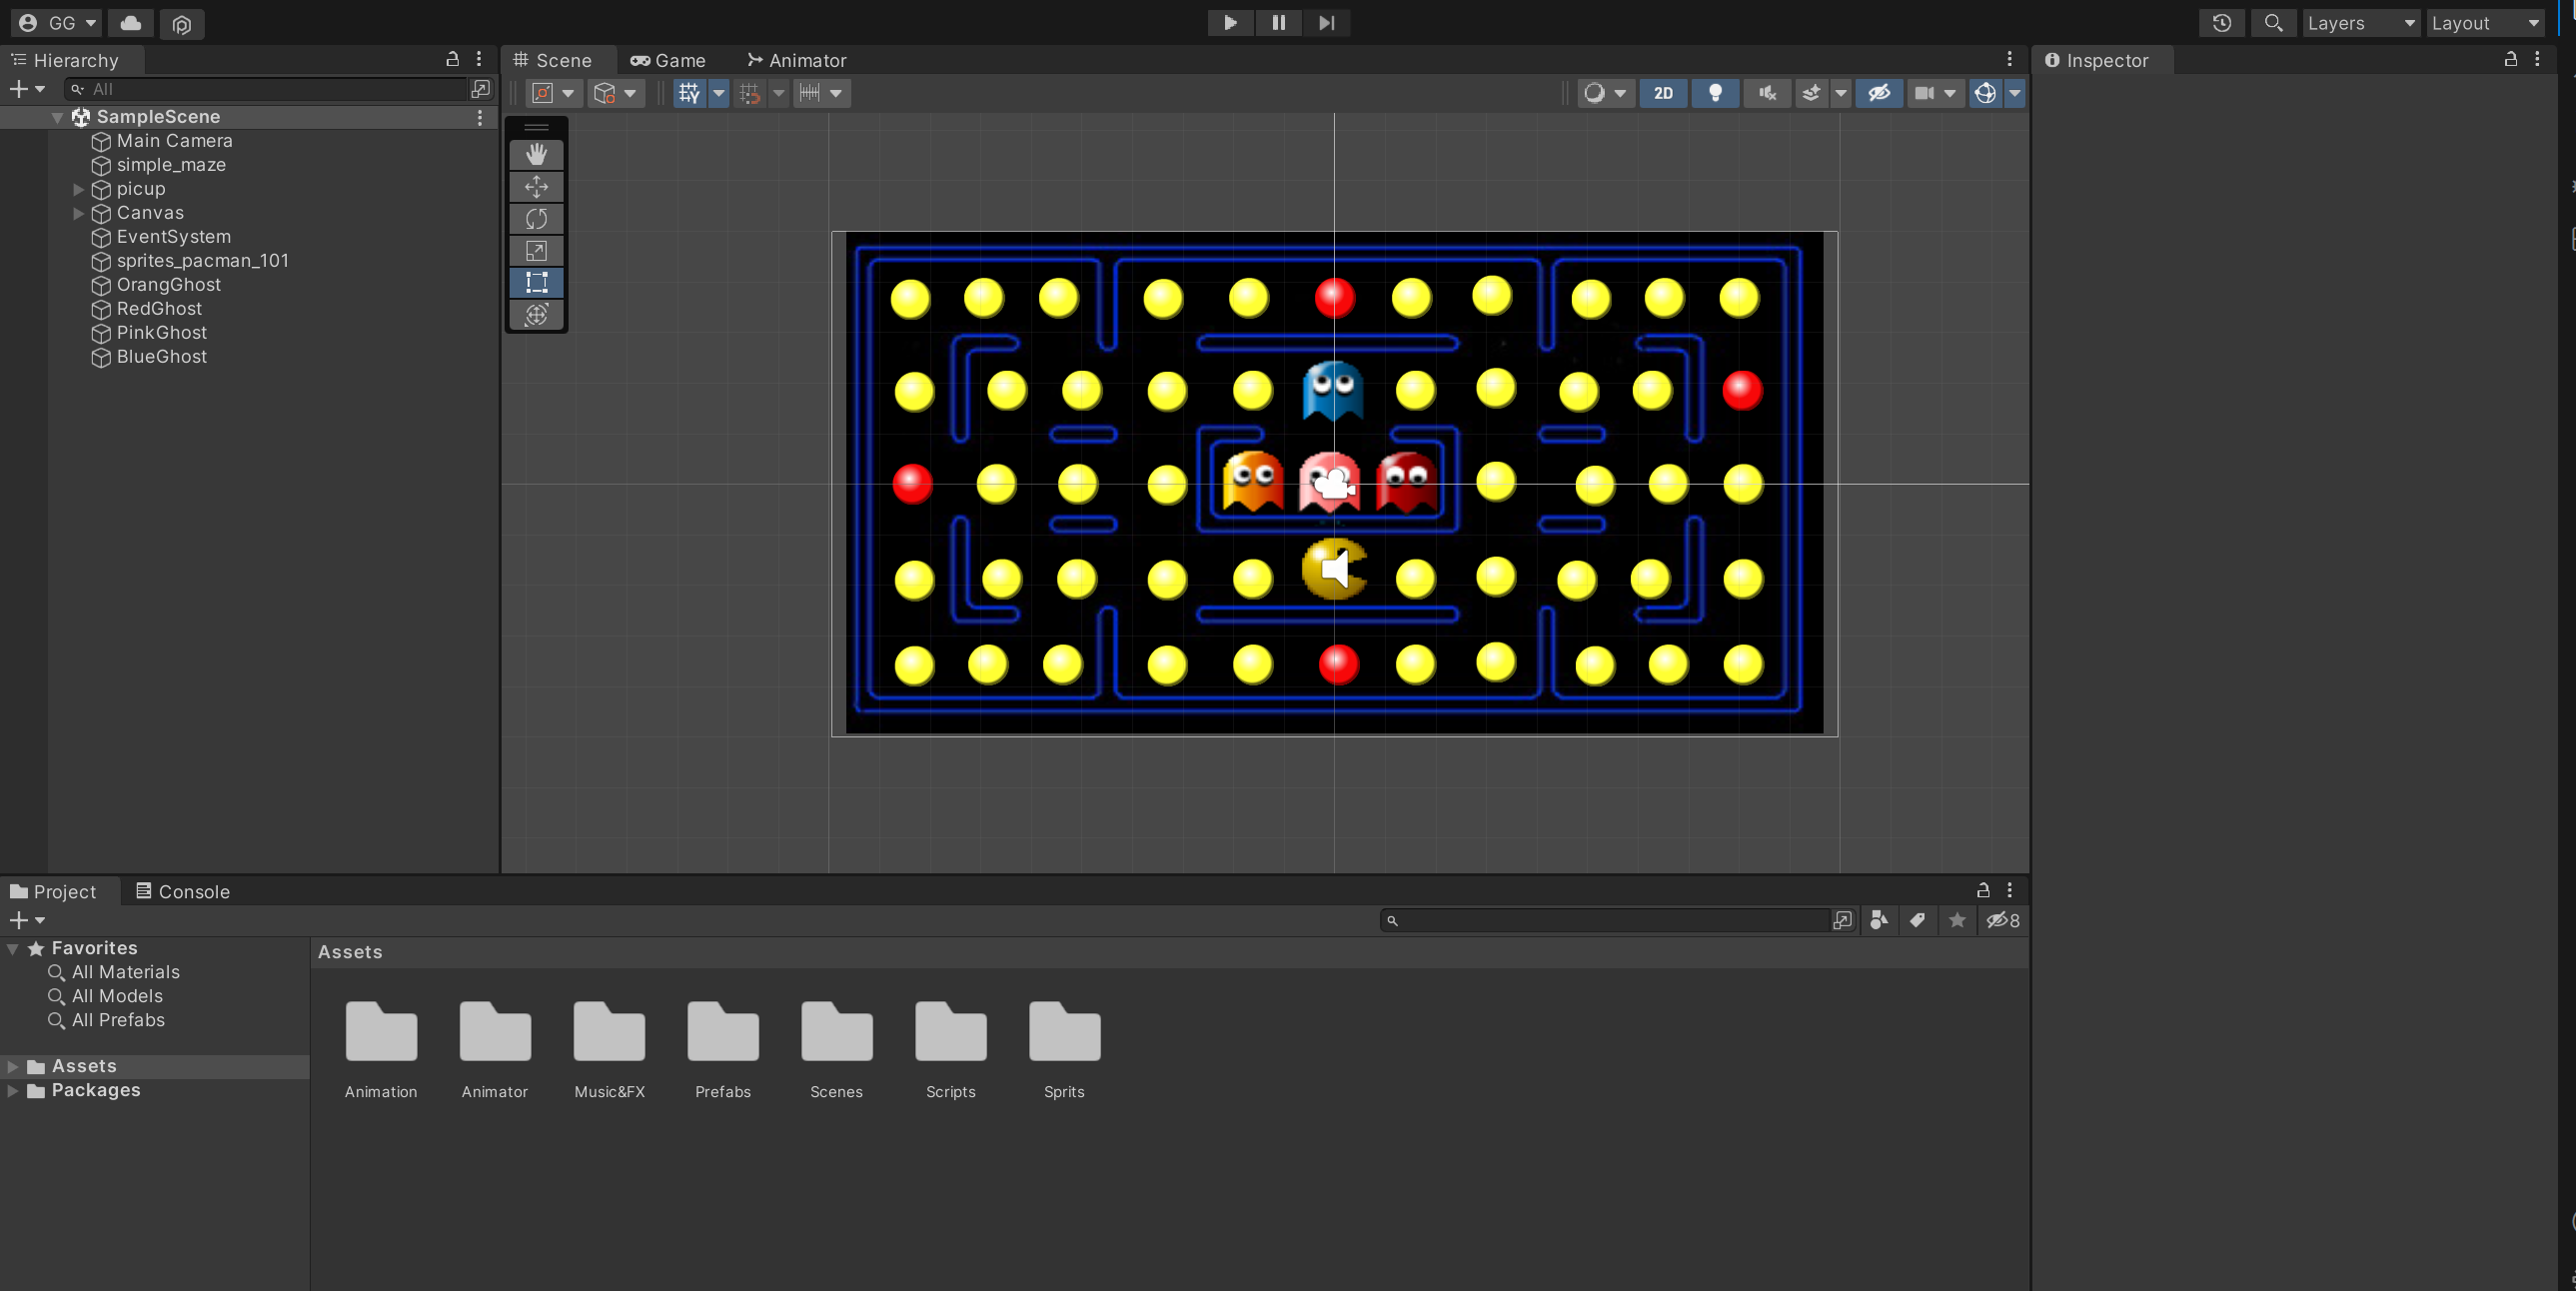 GG
Layers
Layout
Hierarchy
Scene
Game
Animator
Inspector
All
2D
SampleScene
Main Camera
simple_maze
picup
Canvas
EventSystem
sprites_pacman_101
OrangGhost
RedGhost
PinkGhost
BlueGhost
Project
Console
8
Favorites
All Materials
All Models
All Prefabs
Assets
Packages
Assets
Animation
Animator
Music&FX
Prefabs
Scenes
Scripts
Sprits